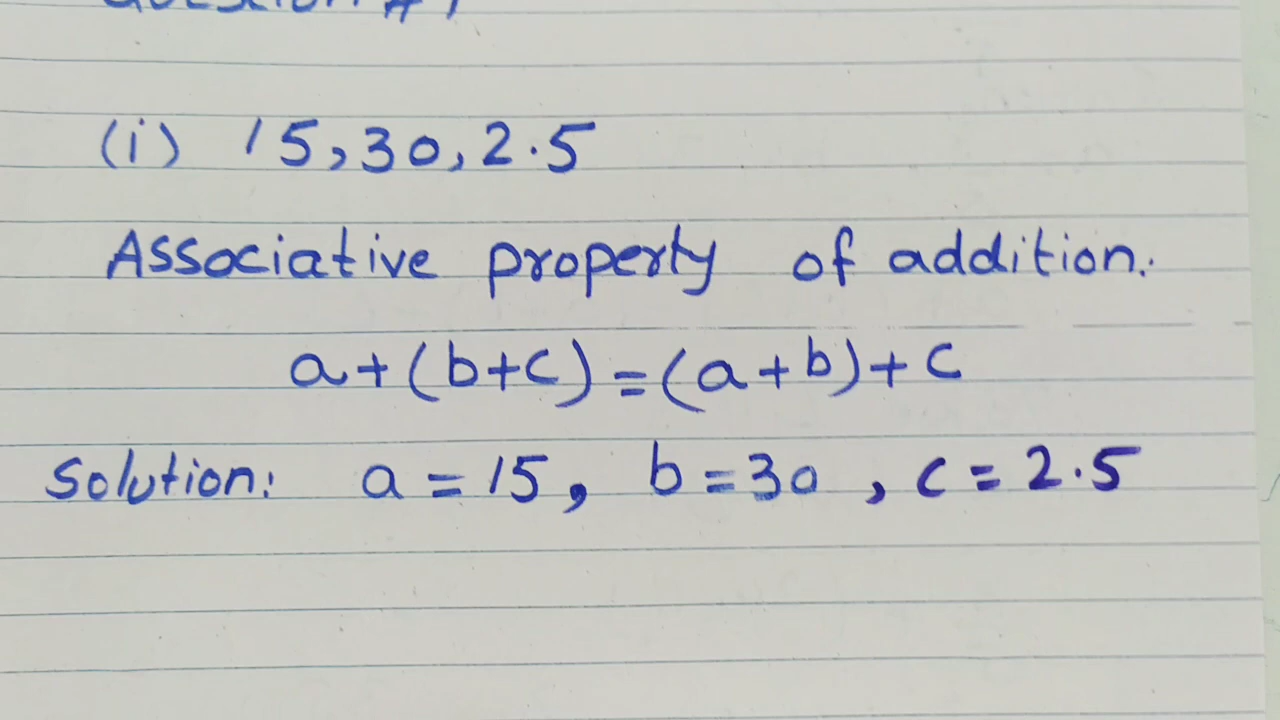 (i) 15,30,2.5
Associative property of addition.
a+(b+c)=(a+b)+c
Solution: a=15, b=30, c=2.5